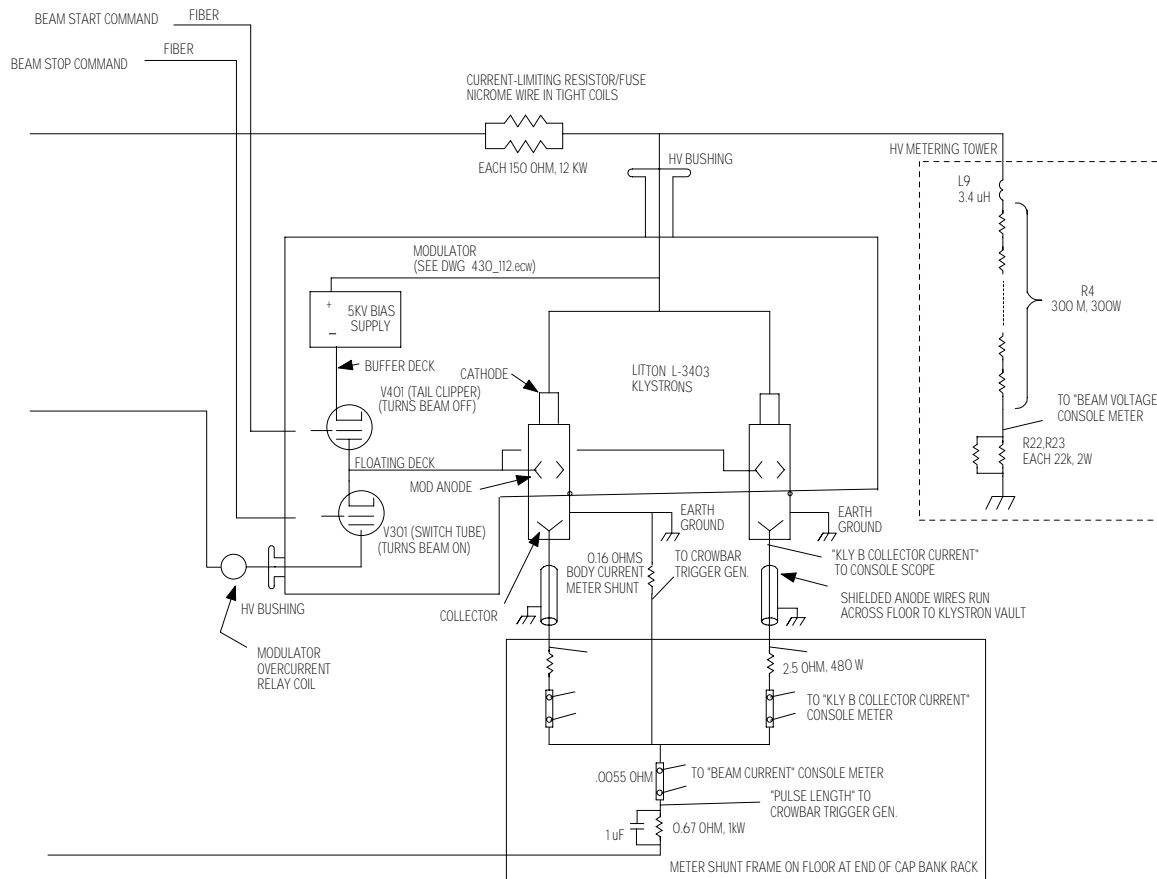 BEAM START COMMAND
FIBER
BEAM STOP COMMAND
FIBER
CURRENT-LIMITING RESISTOR/FUSE
NICROME WIRE IN TIGHT COILS
EACH 150 OHM, 12 KW
HV BUSHING
HV METERING TOWER
L9
3.4 uH
R4
300 M, 300W
TO "BEAM VOLTAGE
CONSOLE METER
R22,R23
EACH 22k, 2W
MODULATOR
(SEE DWG 430_112.ecw)
+
5KV BIAS
SUPPLY
–
BUFFER DECK
CATHODE
LITTON L-3403
KLYSTRONS
V401 (TAIL CLIPPER)
(TURNS BEAM OFF)
FLOATING DECK
MOD ANODE
V301 (SWITCH TUBE)
(TURNS BEAM ON)
EARTH
GROUND
EARTH
GROUND
0.16 OHMS
BODY CURRENT
METER SHUNT
TO CROWBAR
TRIGGER GEN.
"KLY B COLLECTOR CURRENT"
TO CONSOLE SCOPE
SHIELDED ANODE WIRES RUN
ACROSS FLOOR TO KLYSTRON VAULT
HV BUSHING
COLLECTOR
MODULATOR
OVERCURRENT
RELAY COIL
2.5 OHM, 480 W
TO "KLY B COLLECTOR CURRENT"
CONSOLE METER
.0055 OHM
TO "BEAM CURRENT" CONSOLE METER
"PULSE LENGTH" TO
CROWBAR TRIGGER GEN.
1 uF
0.67 OHM, 1kW
METER SHUNT FRAME ON FLOOR AT END OF CAP BANK RACK